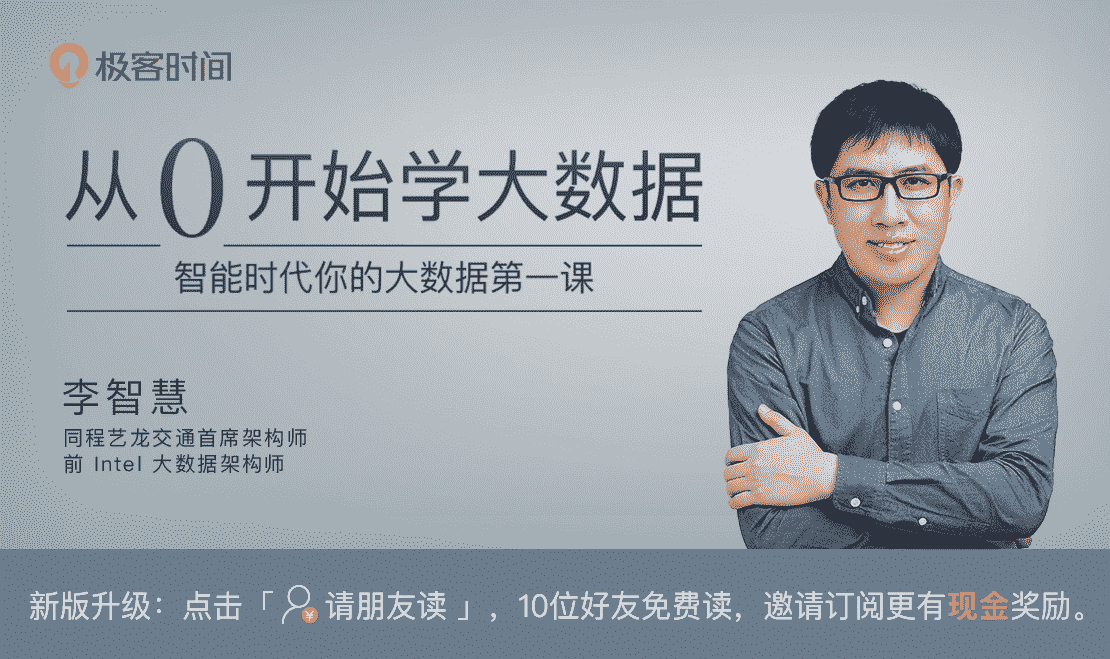 极客时间
从0开始学大数据
智能时代你的大数据第一课
李智慧
同程艺龙交通首席架构师
前 Intel 大数据架构师
新版升级：点击「¥请朋友读」，10位好友免费读，邀请订阅更有现金奖励。